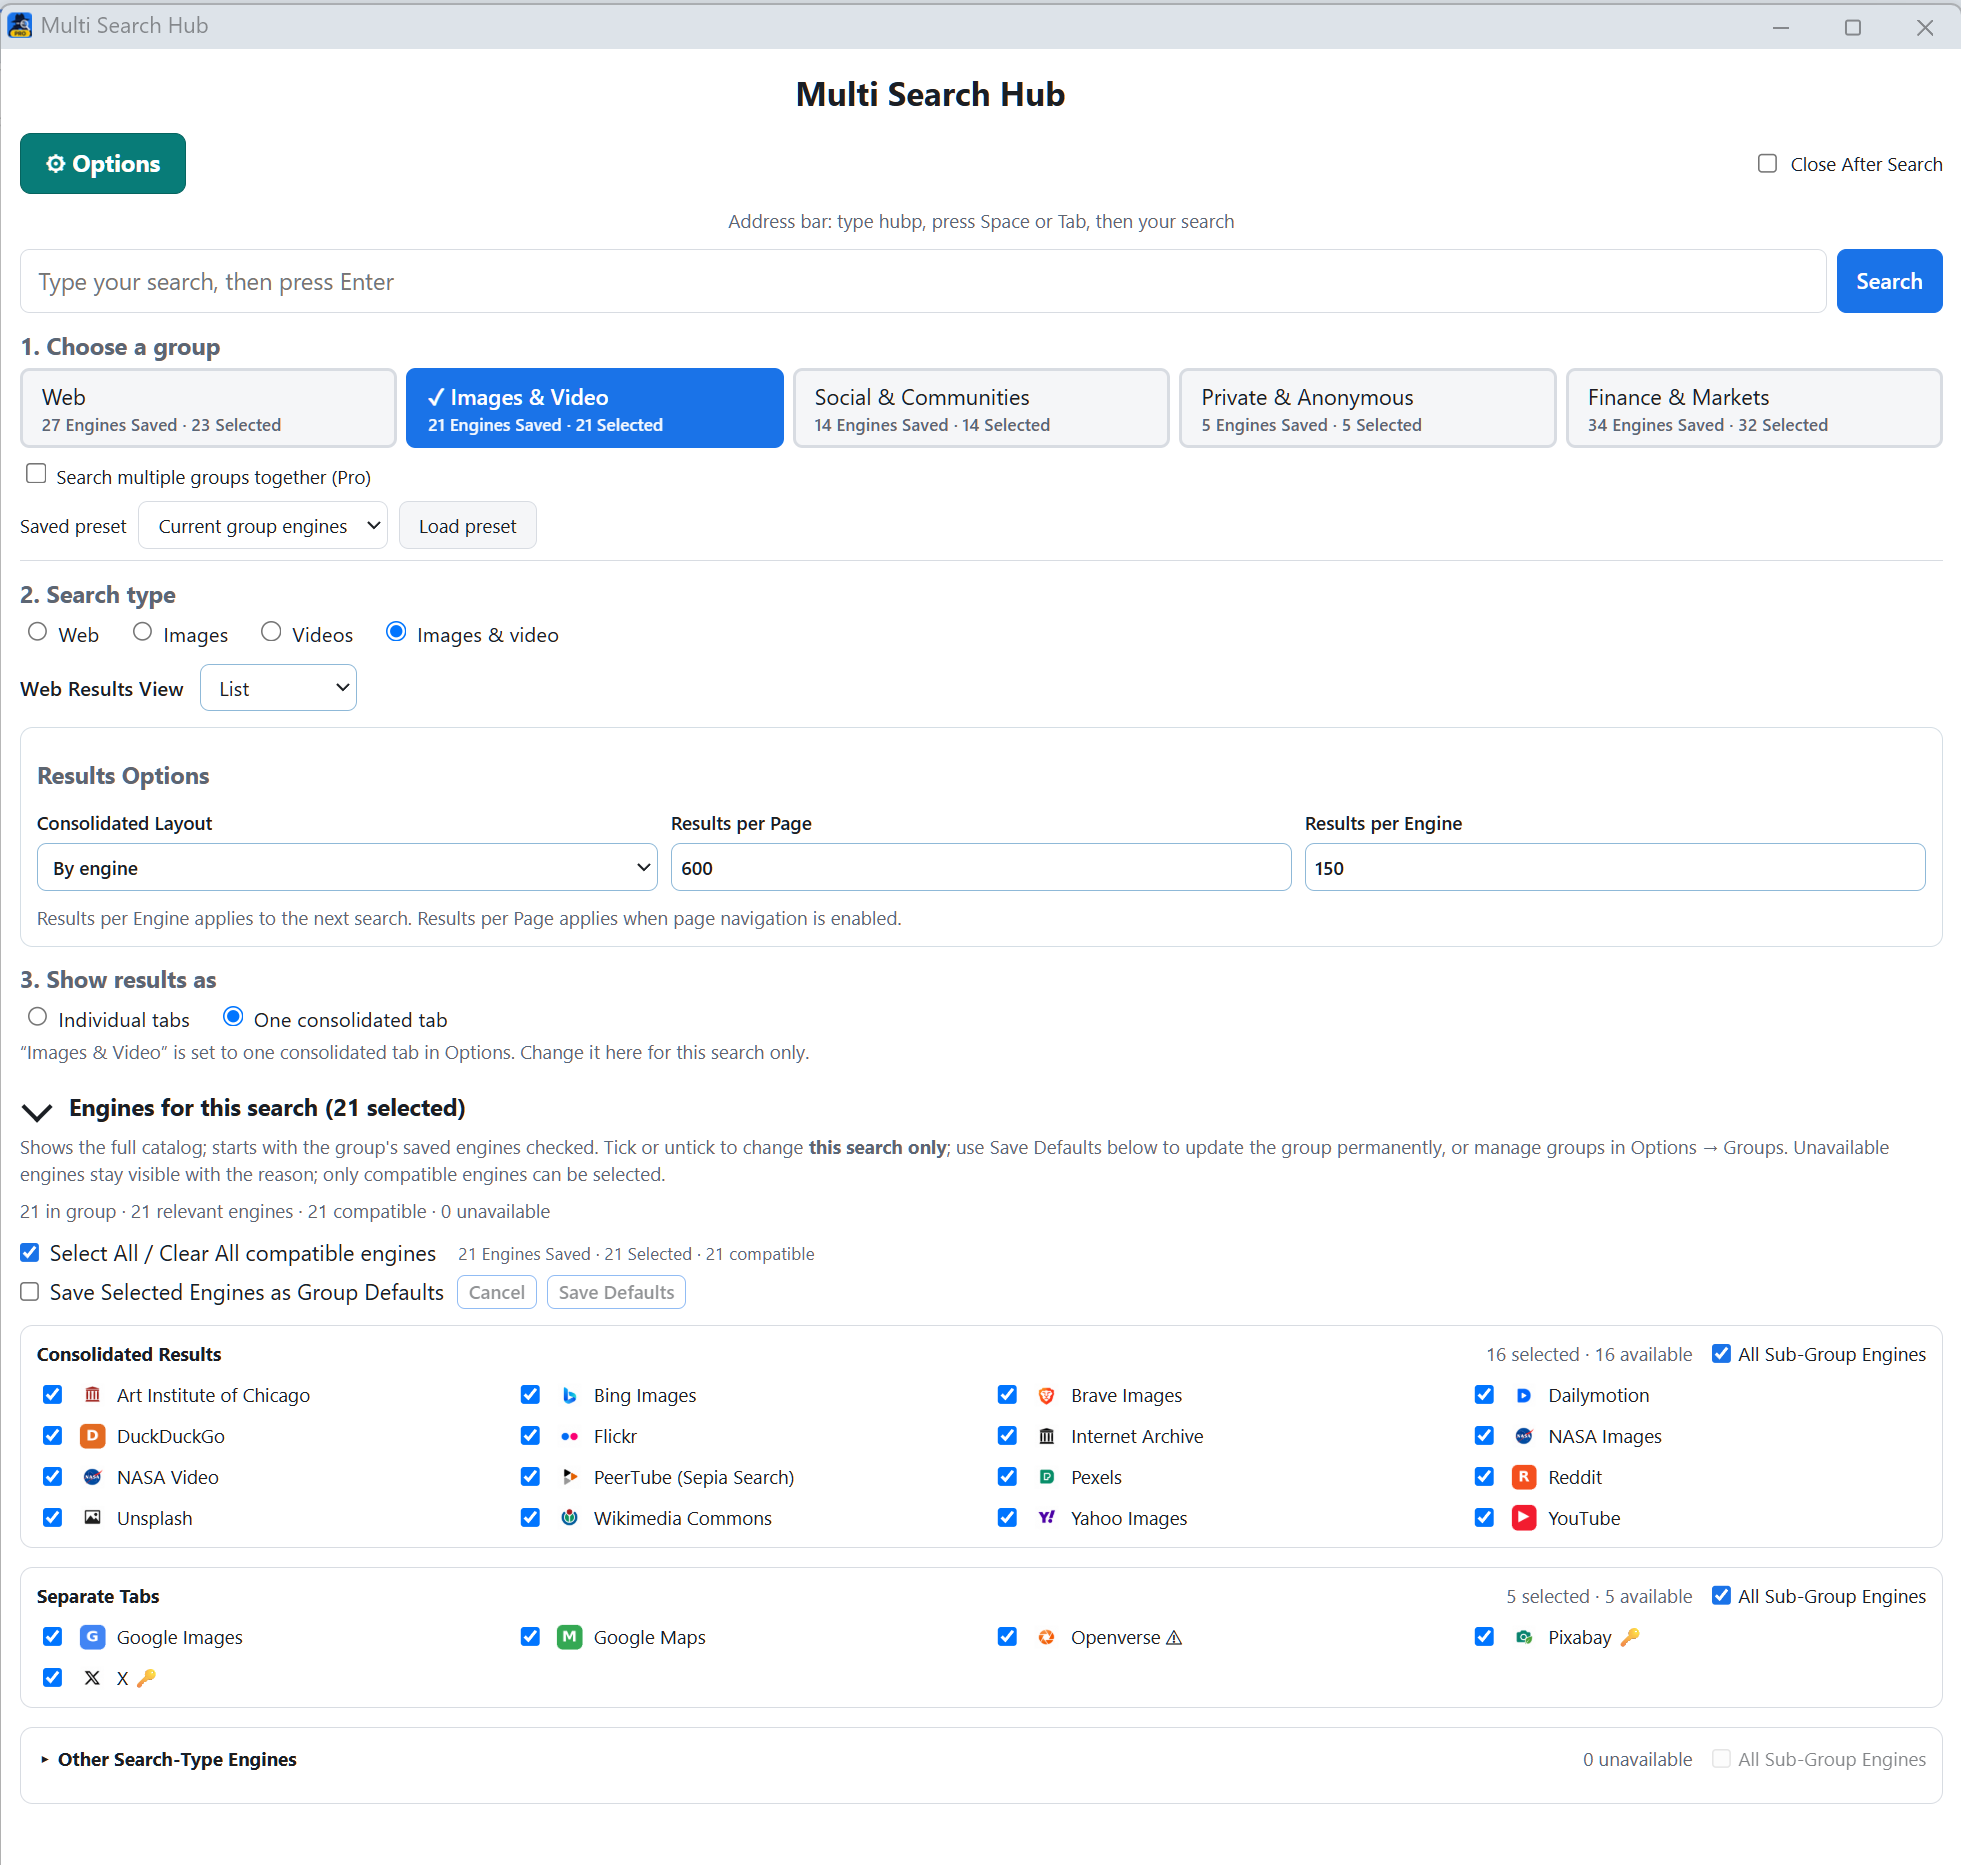 Multi Search Hub
Multi Search Hub
⚙ Options
Close After Search
Address bar: type hubp, press Space or Tab, then your search
Type your search, then press Enter
Search
1. Choose a group
Web
27 Engines Saved · 23 Selected
✓ Images & Video
21 Engines Saved · 21 Selected
Social & Communities
14 Engines Saved · 14 Selected
Private & Anonymous
5 Engines Saved · 5 Selected
Finance & Markets
34 Engines Saved · 32 Selected
Search multiple groups together (Pro)
Saved preset Current group engines Load preset
2. Search type
Web Images Videos Images & video
Web Results View List
Results Options
Consolidated Layout Results per Page Results per Engine
By engine 600 150
Results per Engine applies to the next search. Results per Page applies when page navigation is enabled.
3. Show results as
Individual tabs One consolidated tab
“Images & Video” is set to one consolidated tab in Options. Change it here for this search only.
Engines for this search (21 selected)
Shows the full catalog; starts with the group's saved engines checked. Tick or untick to change this search only; use Save Defaults below to update the group permanently, or manage groups in Options → Groups. Unavailable
engines stay visible with the reason; only compatible engines can be selected.
21 in group · 21 relevant engines · 21 compatible · 0 unavailable
Select All / Clear All compatible engines 21 Engines Saved · 21 Selected · 21 compatible
Save Selected Engines as Group Defaults Cancel Save Defaults
Consolidated Results 16 selected · 16 available All Sub-Group Engines
Art Institute of Chicago Bing Images Brave Images Dailymotion
D DuckDuckGo Flickr Internet Archive NASA Images
NASA Video PeerTube (Sepia Search) Pexels R Reddit
Unsplash Wikimedia Commons Y! Yahoo Images YouTube
Separate Tabs 5 selected · 5 available All Sub-Group Engines
G Google Images M Google Maps Openverse ⚠ Pixabay 🔑
X X 🔑
Other Search-Type Engines 0 unavailable All Sub-Group Engines